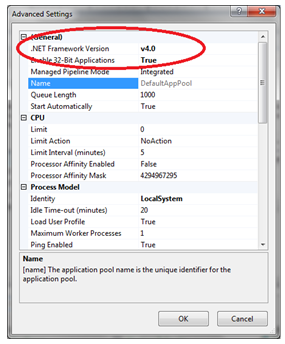 Advanced Settings
(General)
.NET Framework Version v4.0
Enable 32-Bit Applications True
Managed Pipeline Mode Integrated
Name DefaultAppPool
Queue Length 1000
Start Automatically True
CPU
Limit 0
Limit Action NoAction
Limit Interval (minutes) 5
Processor Affinity Enabled False
Processor Affinity Mask 4294967295
Process Model
Identity LocalSystem
Idle Time-out (minutes) 20
Load User Profile True
Maximum Worker Processes 1
Ping Enabled True
Name
[name] The application pool name is the unique identifier for the
application pool.
OK Cancel